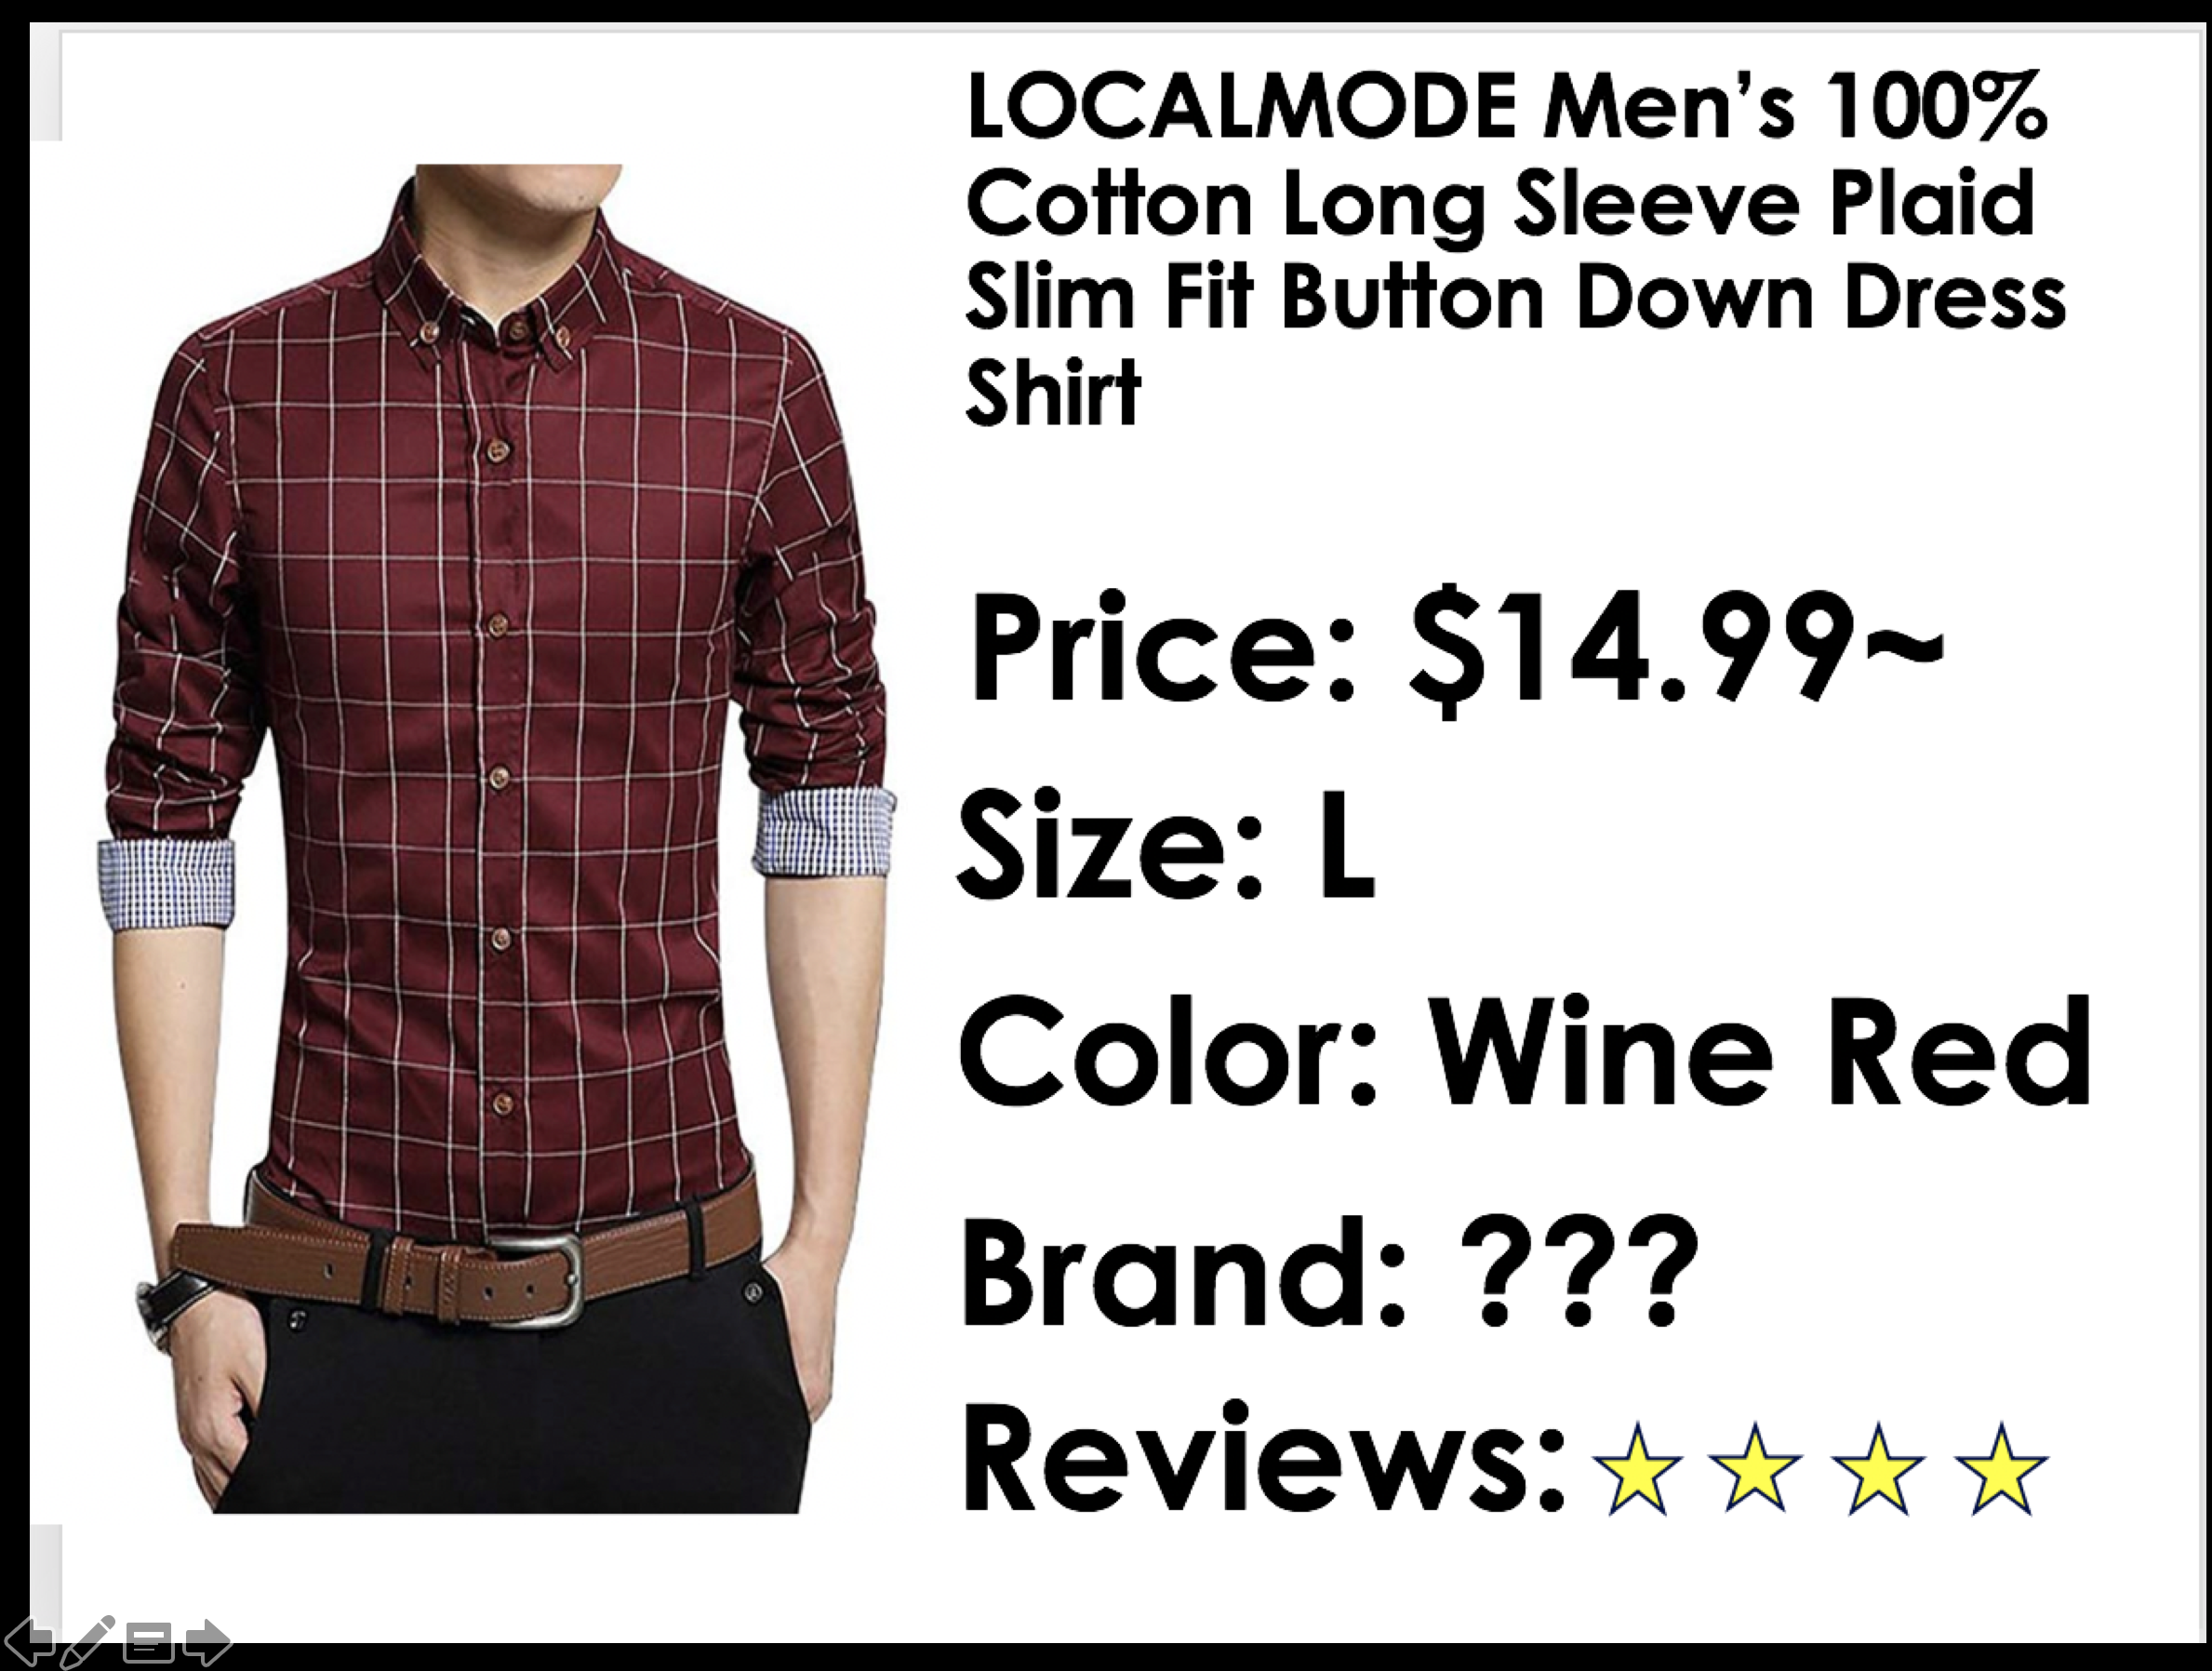 LOCALMODE Men’s 100%
Cotton Long Sleeve Plaid
Slim Fit Button Down Dress
Shirt
Price: $14.99~
Size: L
Color: Wine Red
Brand: ???
Reviews: